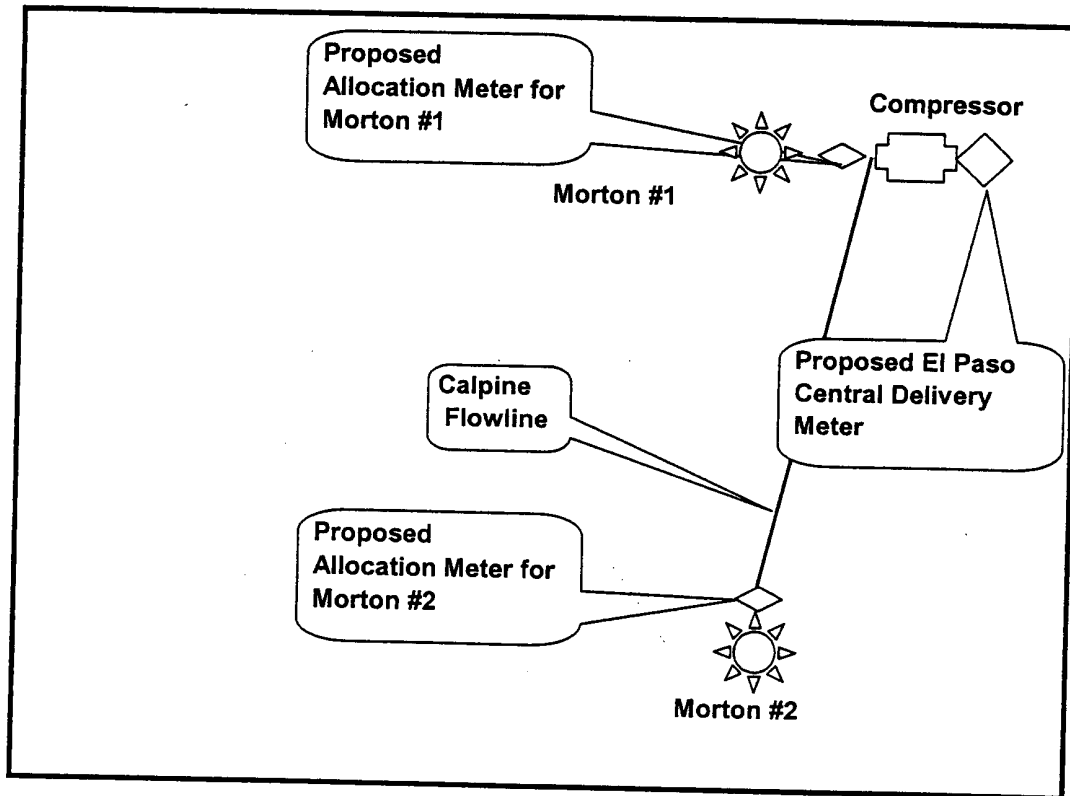 Proposed
Allocation Meter for
Morton #1
Compressor
Morton #1
Proposed El Paso
Central Delivery
Meter
Calpine
Flowline
Proposed
Allocation Meter for
Morton #2
Morton #2